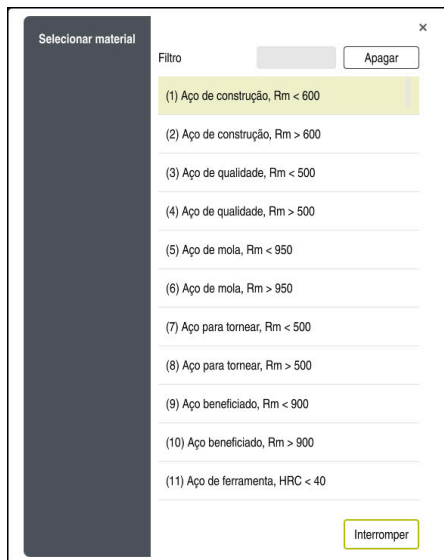 Selecionar material
×
Filtro
Apagar
(1) Aço de construção, Rm < 600
(2) Aço de construção, Rm > 600
(3) Aço de qualidade, Rm < 500
(4) Aço de qualidade, Rm > 500
(5) Aço de mola, Rm < 950
(6) Aço de mola, Rm > 950
(7) Aço para tornear, Rm < 500
(8) Aço para tornear, Rm > 500
(9) Aço beneficiado, Rm < 900
(10) Aço beneficiado, Rm > 900
(11) Aço de ferramenta, HRC < 40
Interromper